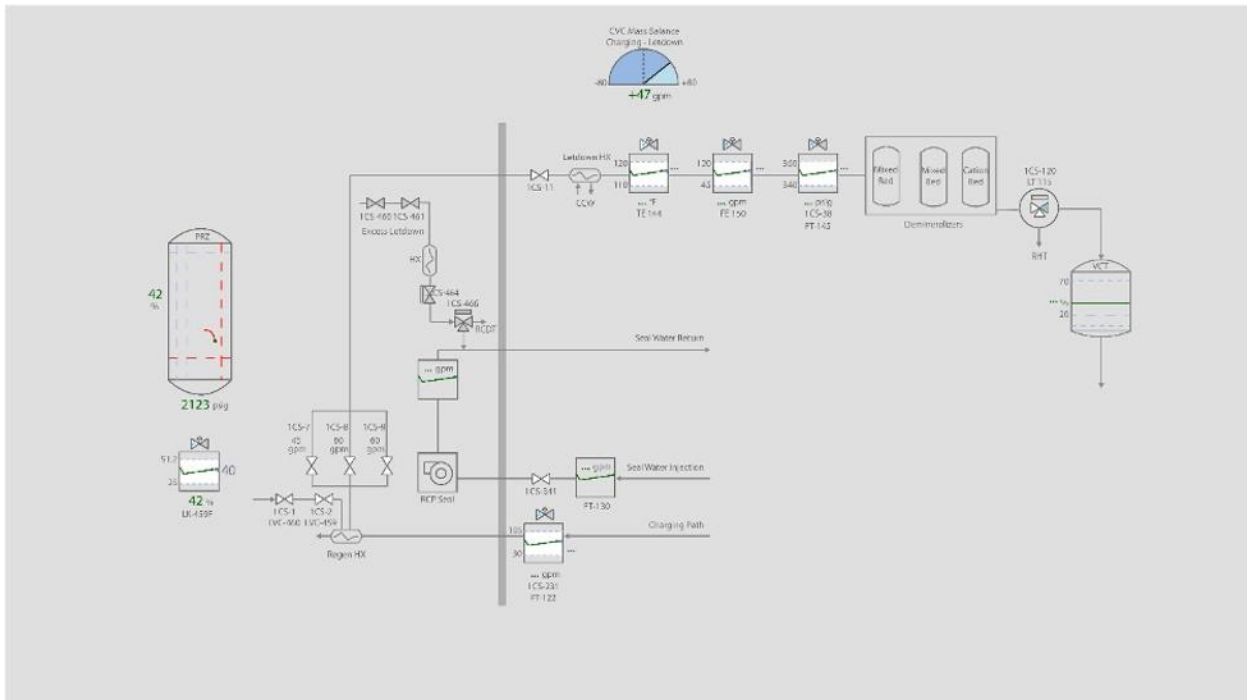 CVC Mass Balance
Charging - Letdown
-80
+80
+47 gpm
Letdown HX
1CS-11
CCW
120
110
... °F
TE 144
120
45
... gpm
FE 150
360
340
... psig
1CS-38
PT-145
Mixed
Bed
Mixed
Bed
Cation
Bed
Demineralizers
1CS-120
LT 115
RHT
VCT
70
... %
20
1CS-460 1CS-461
Excess Letdown
HX
1CS-464
1CS-466
RCDT
Seal Water Return
... gpm
PRZ
42
%
2123 psig
1CS-7
45
gpm
1CS-8
60
gpm
1CS-9
60
gpm
25
40
42 %
LK-459F
1CS-1
LVC-460
1CS-2
LVC-459
Regen HX
RCP Seal
1CS-341
... gpm
FT-130
Seal Water Injection
Charging Path
30
...
... gpm
1CS-231
FT-122